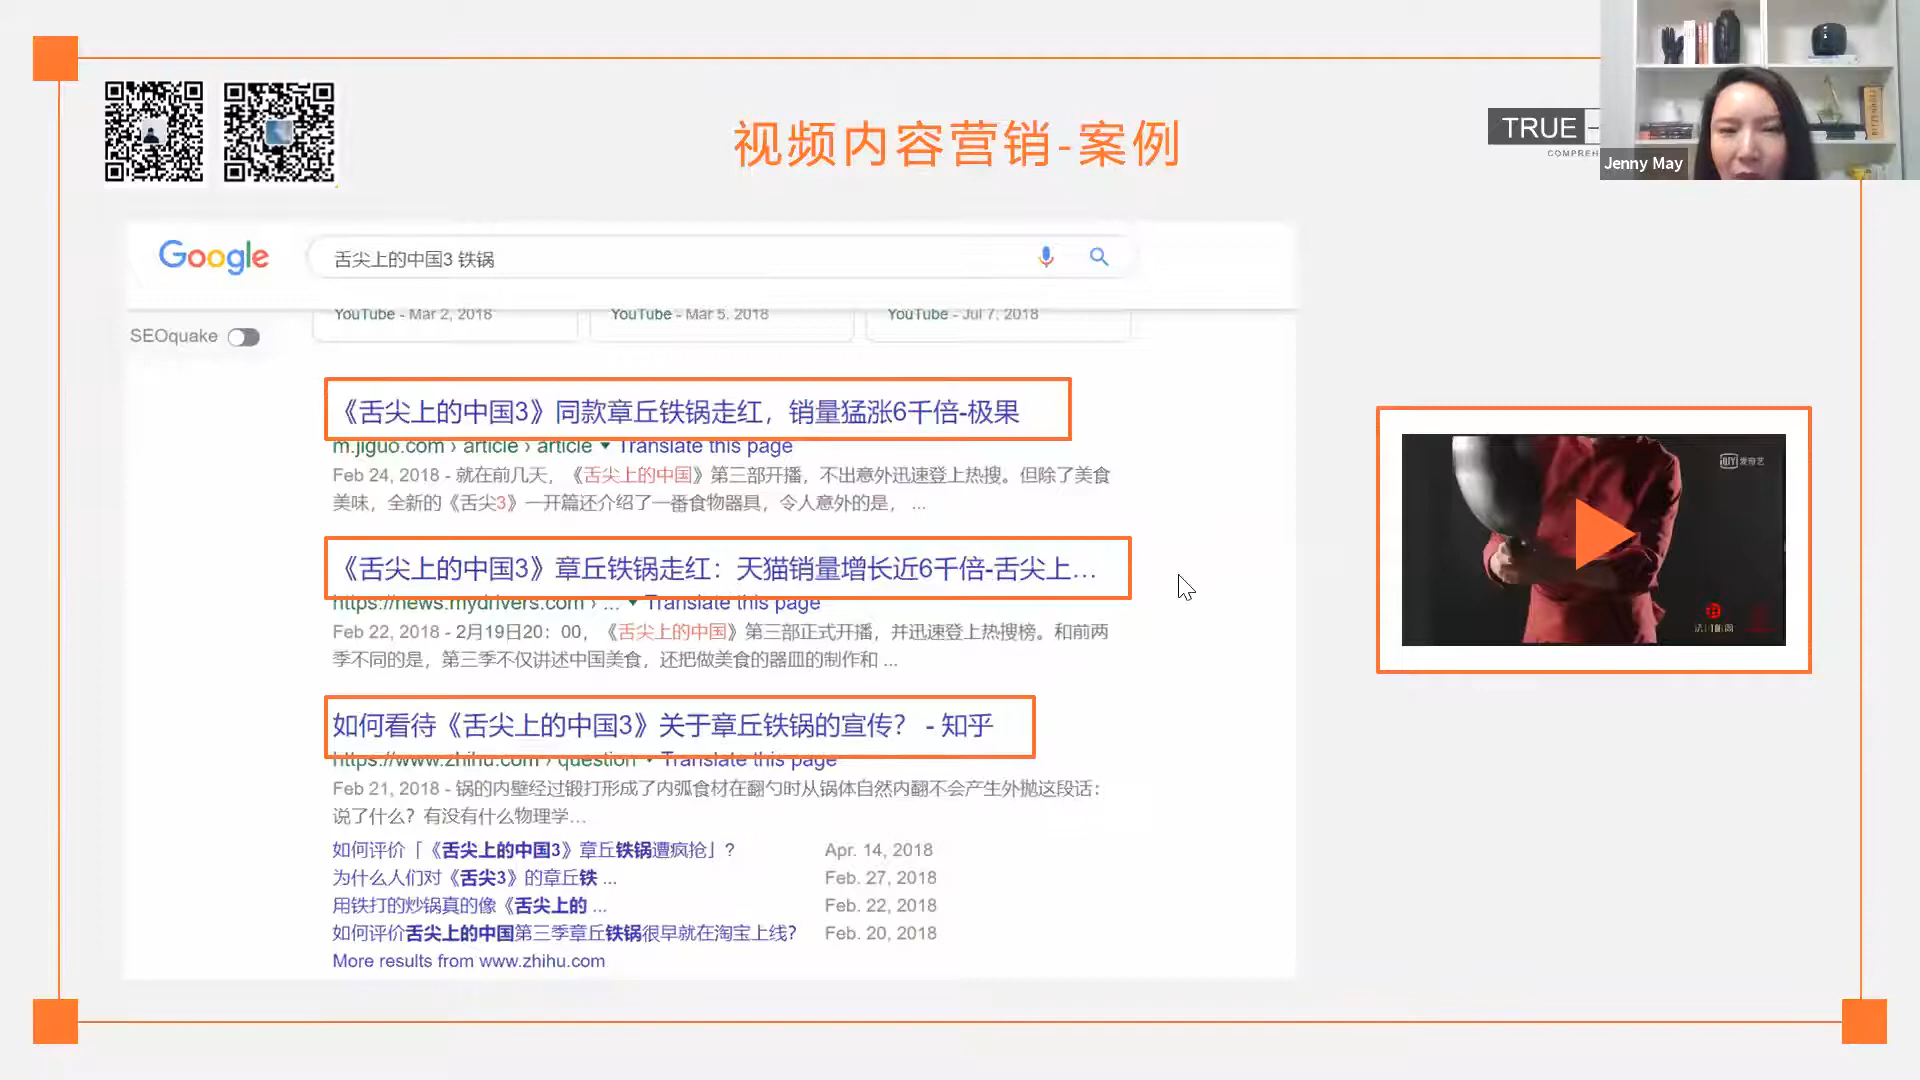 视频内容营销-案例
TRUE
COMPREH
Jenny May
Google
舌尖上的中国3 铁锅
SEOquake
YouTube - Mar 2, 2018
YouTube - Mar 5, 2018
YouTube - Jul 7, 2018
《舌尖上的中国3》同款章丘铁锅走红，销量猛涨6千倍-极果
m.jiguo.com › article › article ▾ Translate this page
Feb 24, 2018 - 就在前几天，《舌尖上的中国》第三部开播，不出意外迅速登上热搜。但除了美食
美味，全新的《舌尖3》一开篇还介绍了一番食物器具，令人意外的是， ...
《舌尖上的中国3》章丘铁锅走红：天猫销量增长近6千倍-舌尖上...
https://news.mydrivers.com › ... ▾ Translate this page
Feb 22, 2018 - 2月19日20：00，《舌尖上的中国》第三部正式开播，并迅速登上热搜榜。和前两
季不同的是，第三季不仅讲述中国美食，还把做美食的器皿的制作和 ...
如何看待《舌尖上的中国3》关于章丘铁锅的宣传？ - 知乎
https://www.zhihu.com › question ▾ Translate this page
Feb 21, 2018 - 锅的内壁经过锻打形成了内弧食材在翻勺时从锅体自然内翻不会产生外抛这段话：
说了什么？有没有什么物理学...
如何评价「《舌尖上的中国3》章丘铁锅遭疯抢」？ Apr. 14, 2018
为什么人们对《舌尖3》的章丘铁 ... Feb. 27, 2018
用铁打的炒锅真的像《舌尖上的 ... Feb. 22, 2018
如何评价舌尖上的中国第三季章丘铁锅很早就在淘宝上线？ Feb. 20, 2018
More results from www.zhihu.com
爱奇艺